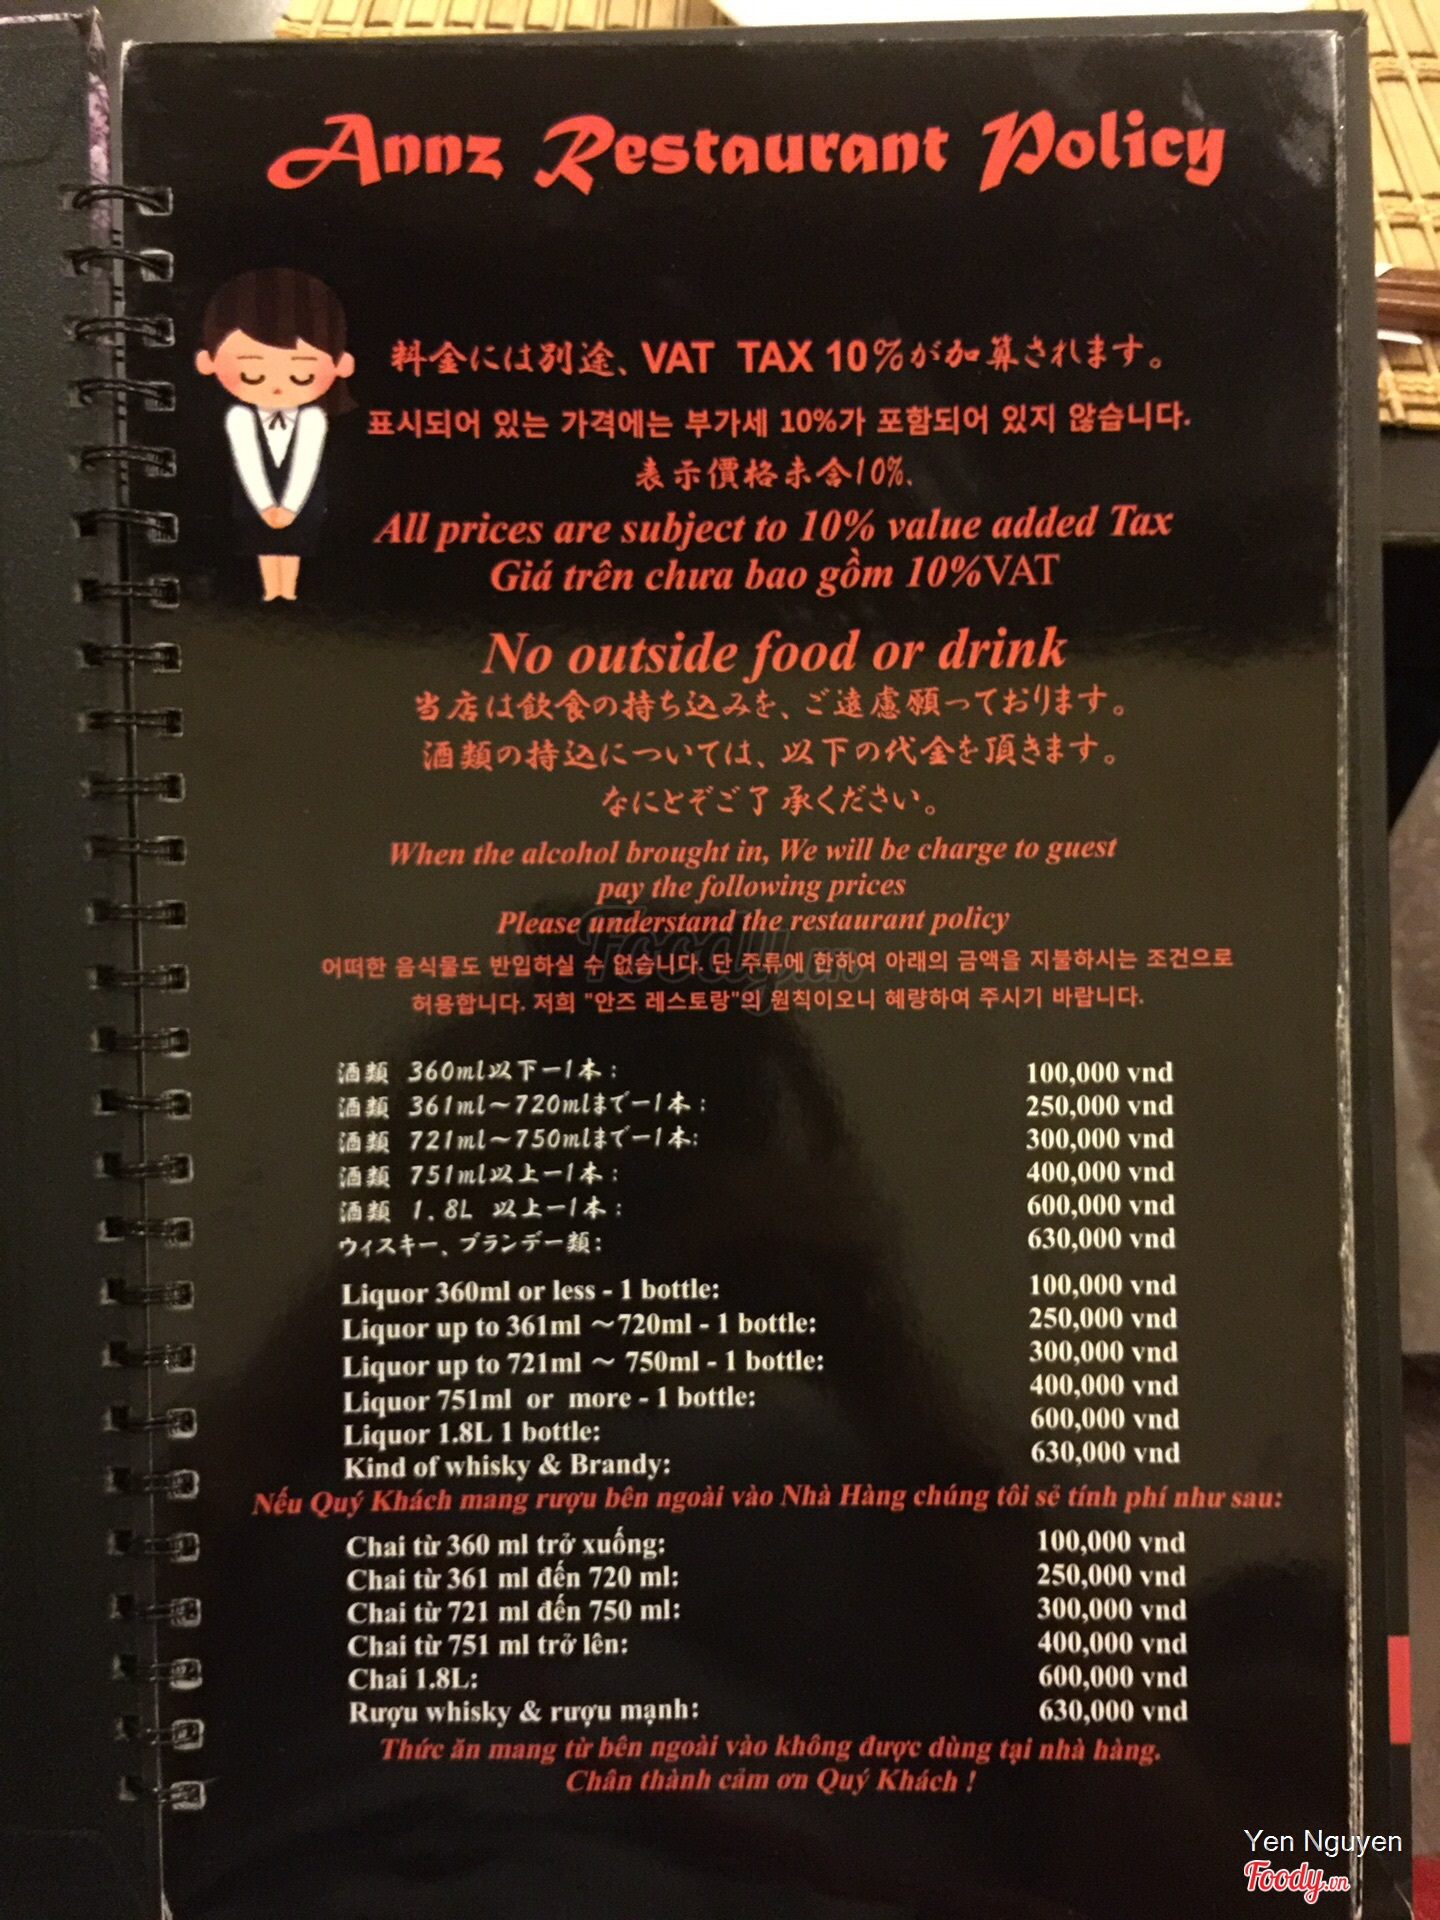 Annz Restaurant Policy
料金には別途、VAT TAX 10%が加算されます。
표시되어 있는 가격에는 부가세 10%가 포함되어 있지 않습니다.
表示價格未含10%.
All prices are subject to 10% value added Tax
Giá trên chưa bao gồm 10%VAT
No outside food or drink
当店は飲食の持ち込みを、ご遠慮願っております。
酒類の持込については、以下の代金を頂きます。
なにとぞご了承ください。
When the alcohol brought in, We will be charge to guest
pay the following prices
Please understand the restaurant policy
어떠한 음식물도 반입하실 수 없습니다. 단 주류에 한하여 아래의 금액을 지불하시는 조건으로
허용합니다. 저희 "안즈 레스토랑"의 원칙이오니 혜량하여 주시기 바랍니다.
酒類 360ml以下ー1本: 100,000 vnd
酒類 361ml～720mlまでー1本: 250,000 vnd
酒類 721ml～750mlまでー1本: 300,000 vnd
酒類 751ml以上ー1本: 400,000 vnd
酒類 1.8L 以上ー1本: 600,000 vnd
ウィスキー、ブランデー類: 630,000 vnd
Liquor 360ml or less - 1 bottle: 100,000 vnd
Liquor up to 361ml ～720ml - 1 bottle: 250,000 vnd
Liquor up to 721ml ～ 750ml - 1 bottle: 300,000 vnd
Liquor 751ml or more - 1 bottle: 400,000 vnd
Liquor 1.8L 1 bottle: 600,000 vnd
Kind of whisky & Brandy: 630,000 vnd
Nếu Quý Khách mang rượu bên ngoài vào Nhà Hàng chúng tôi sẽ tính phí như sau:
Chai từ 360 ml trở xuống: 100,000 vnd
Chai từ 361 ml đến 720 ml: 250,000 vnd
Chai từ 721 ml đến 750 ml: 300,000 vnd
Chai từ 751 ml trở lên: 400,000 vnd
Chai 1.8L: 600,000 vnd
Rượu whisky & rượu mạnh: 630,000 vnd
Thức ăn mang từ bên ngoài vào không được dùng tại nhà hàng.
Chân thành cảm ơn Quý Khách !
Foody.vn
Yen Nguyen
Foody.vn